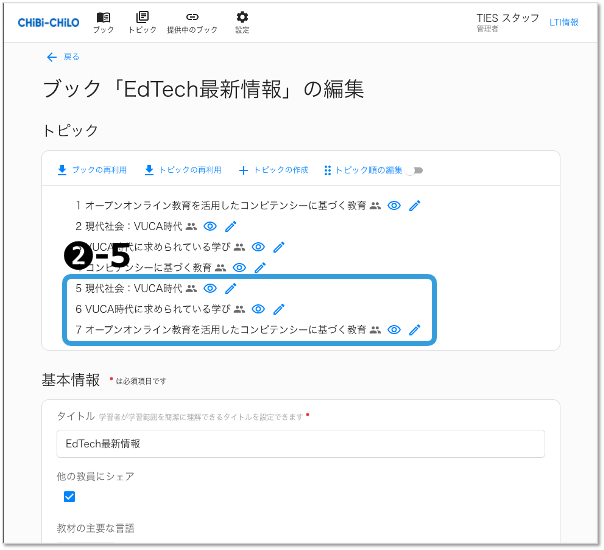 CHiBi-CHiLO
ブック
トピック
提供中のブック
設定
TIES スタッフ
管理者
LTI情報
戻る
ブック「EdTech最新情報」の編集
トピック
ブックの再利用
トピックの再利用
トピックの作成
トピック順の編集
1 オープンオンライン教育を活用したコンピテンシーに基づく教育
2 現代社会：VUCA時代
VUCA時代に求められている学び
❷-5
コンピテンシーに基づく教育
5 現代社会：VUCA時代
6 VUCA時代に求められている学び
7 オープンオンライン教育を活用したコンピテンシーに基づく教育
基本情報 * は必須項目です
タイトル 学習者が学習範囲を簡潔に理解できるタイトルを設定できます *
EdTech最新情報
他の教員にシェア
教材の主要な言語